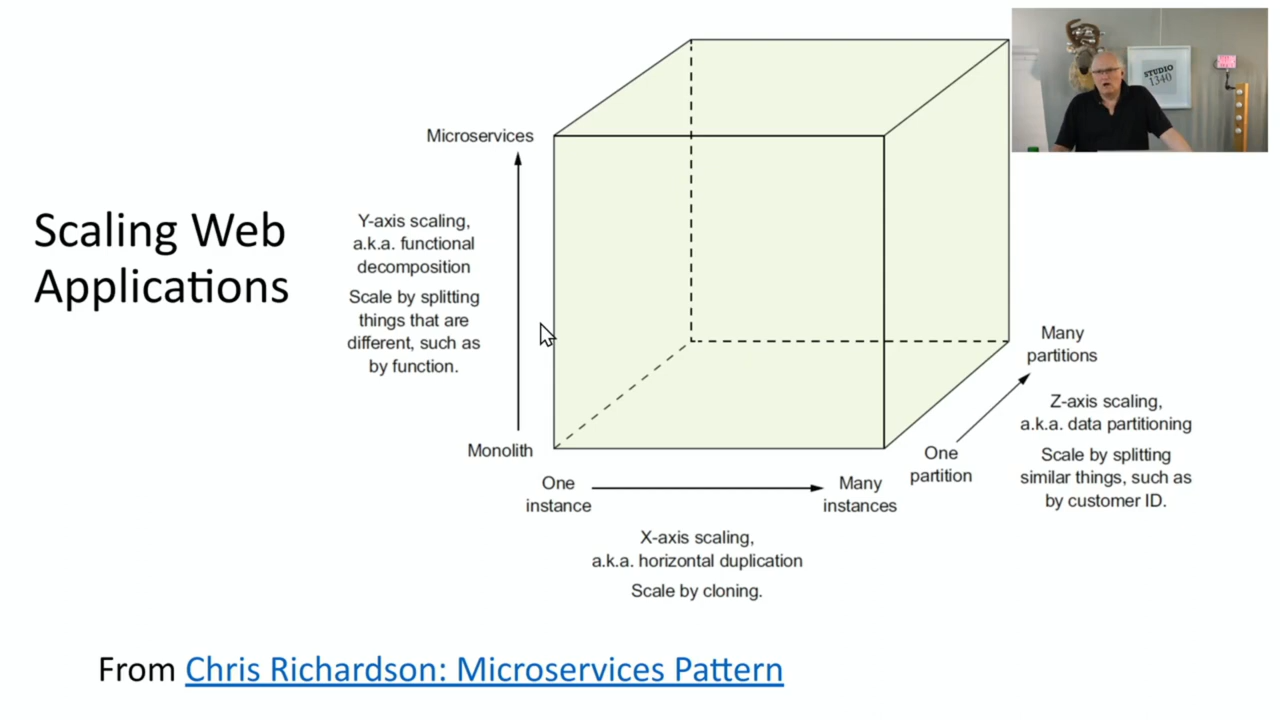 Scaling Web
Applications
Microservices
Y-axis scaling,
a.k.a. functional
decomposition
Scale by splitting
things that are
different, such as
by function.
Monolith
One
instance
Many
instances
X-axis scaling,
a.k.a. horizontal duplication
Scale by cloning.
One
partition
Many
partitions
Z-axis scaling,
a.k.a. data partitioning
Scale by splitting
similar things, such as
by customer ID.
STUDIO
1340
From Chris Richardson: Microservices Pattern